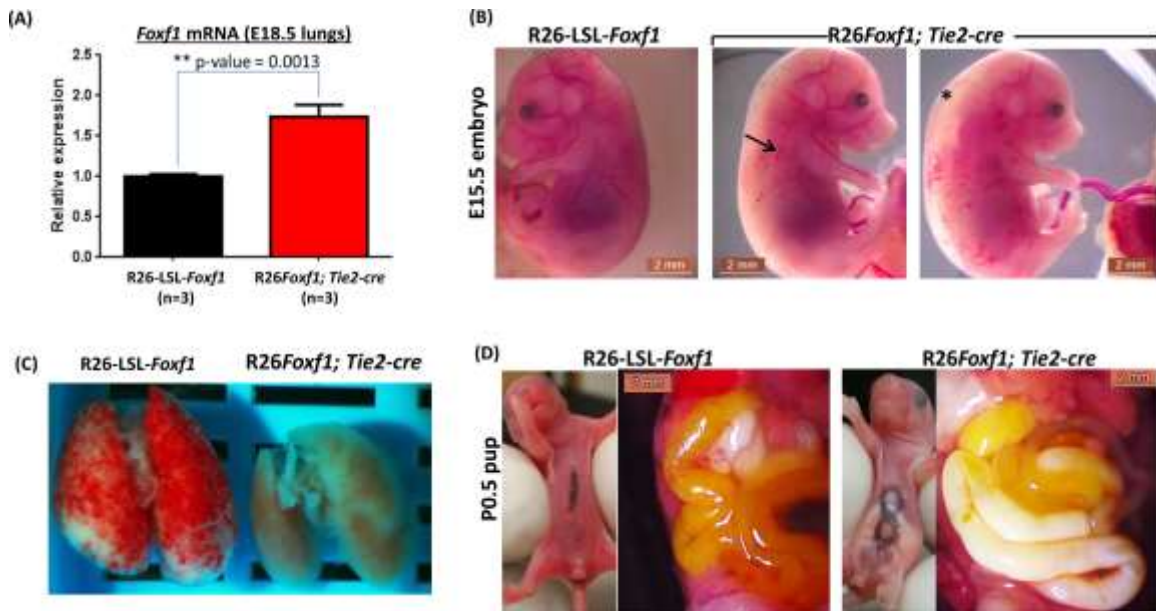 (A)
Foxf1 mRNA (E18.5 lungs)
** p-value = 0.0013
Relative expression
2.5
2.0
1.5
1.0
0.5
0.0
R26-LSL-Foxf1
(n=3)
R26Foxf1; Tie2-cre
(n=3)
(B)
R26-LSL-Foxf1
R26Foxf1; Tie2-cre
E15.5 embryo
*
2 mm
2 mm
2 mm
(C)
R26-LSL-Foxf1
R26Foxf1; Tie2-cre
(D)
R26-LSL-Foxf1
R26Foxf1; Tie2-cre
P0.5 pup
2 mm